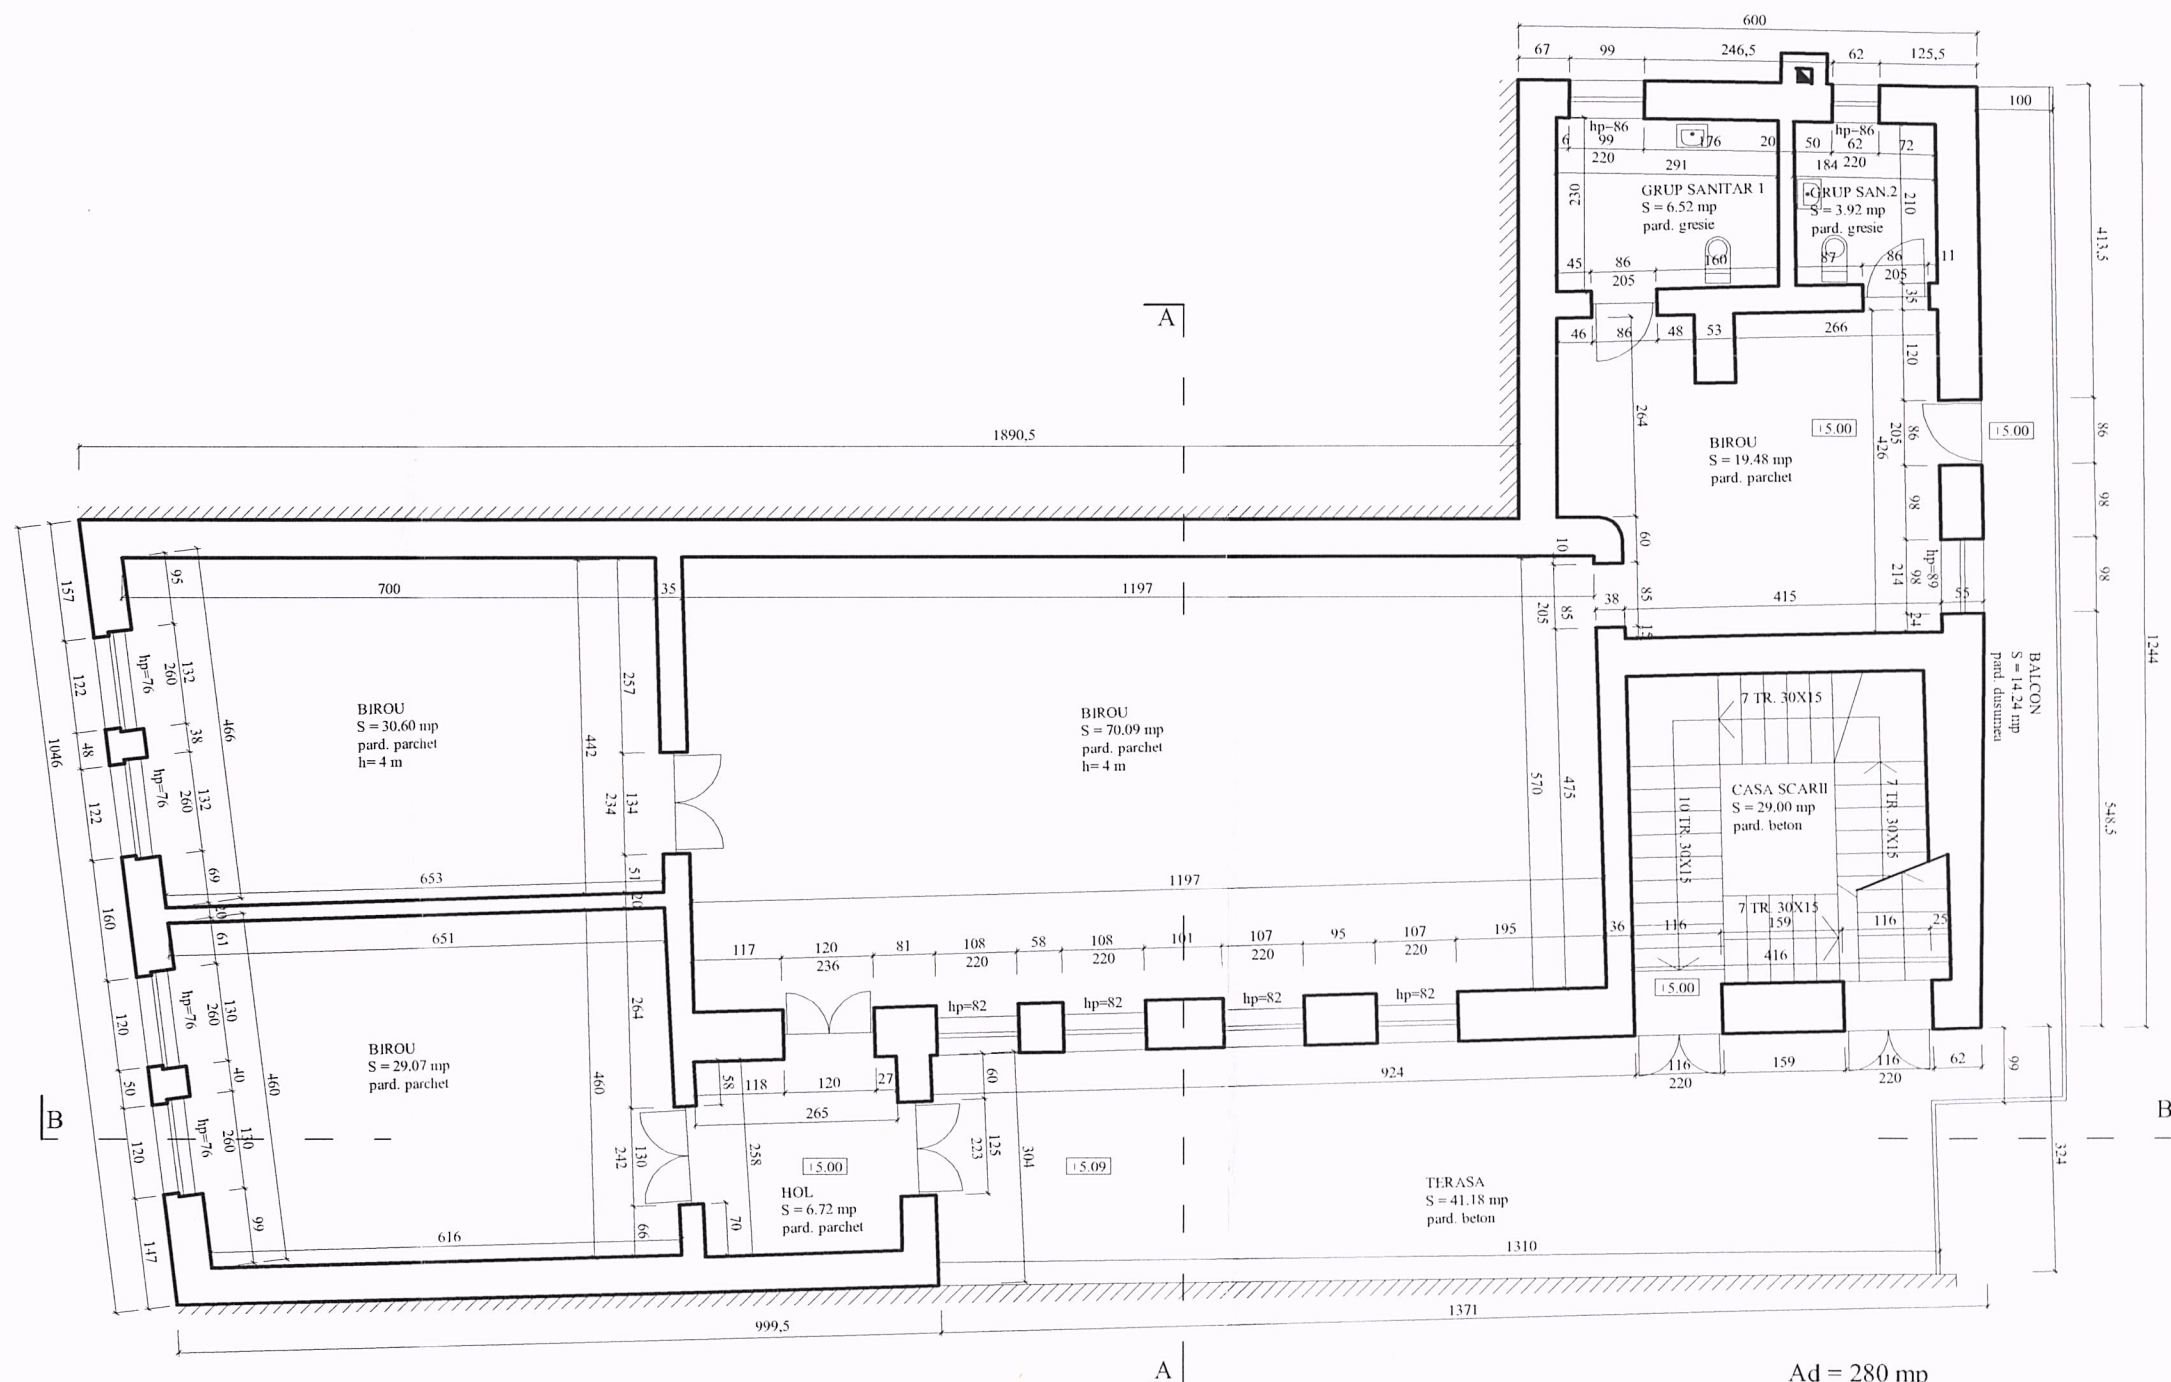 600
67 99 246,5 62 125,5
100
hp-86 hp-86
6 99 176 20 50 62 72
220 291 184 220
230
GRUP SANITAR 1
S = 6.52 mp
pard. gresie
GRUP SAN.2
S = 3.92 mp
pard. gresie
210
413,5
45 86 160 87 86 11
205 205
35
A
46 86 48 53 266
120
264
1890,5
BIROU
S = 19.48 mp
pard. parchet
5.00
426
205 86
5.00
86
98 98
60
10
hp=89
214 98
98
55
24
38 85 415
205 85
15
1244
157
95
700 35 1197
hp=76
132
260
122
466
38
48
1046
257
442
BIROU
S = 30.60 mp
pard. parchet
h= 4 m
BIROU
S = 70.09 mp
pard. parchet
h= 4 m
BALCON
S = 14.24 mp
pard. dusumea
7 TR. 30X15
CASA SCARII
S = 29.00 mp
pard. beton
10 TR. 30X15
7 TR. 30X15
548,5
hp=76
132
260
122
234 134
570 475
69
653
51
20
20
1197
160
61
651
7 TR. 30X15
36 116 159 116 25
416
117 120 81 108 58 108 101 107 95 107 195
236 220 220 220 220
hp=82 hp=82 hp=82 hp=82
5.00
hp=76
130
260
120
264
BIROU
S = 29.07 mp
pard. parchet
40
50
460
460
58 118 120 27
265
60
924
116 159 116 62
220 220
99
B
B
hp=76
130
260
120
242 130
258
5.00
223 125
304
5.09
324
HOL
S = 6.72 mp
pard. parchet
TERASA
S = 41.18 mp
pard. beton
99
147
616
66
70
1310
1371
999,5
A
Ad = 280 mp